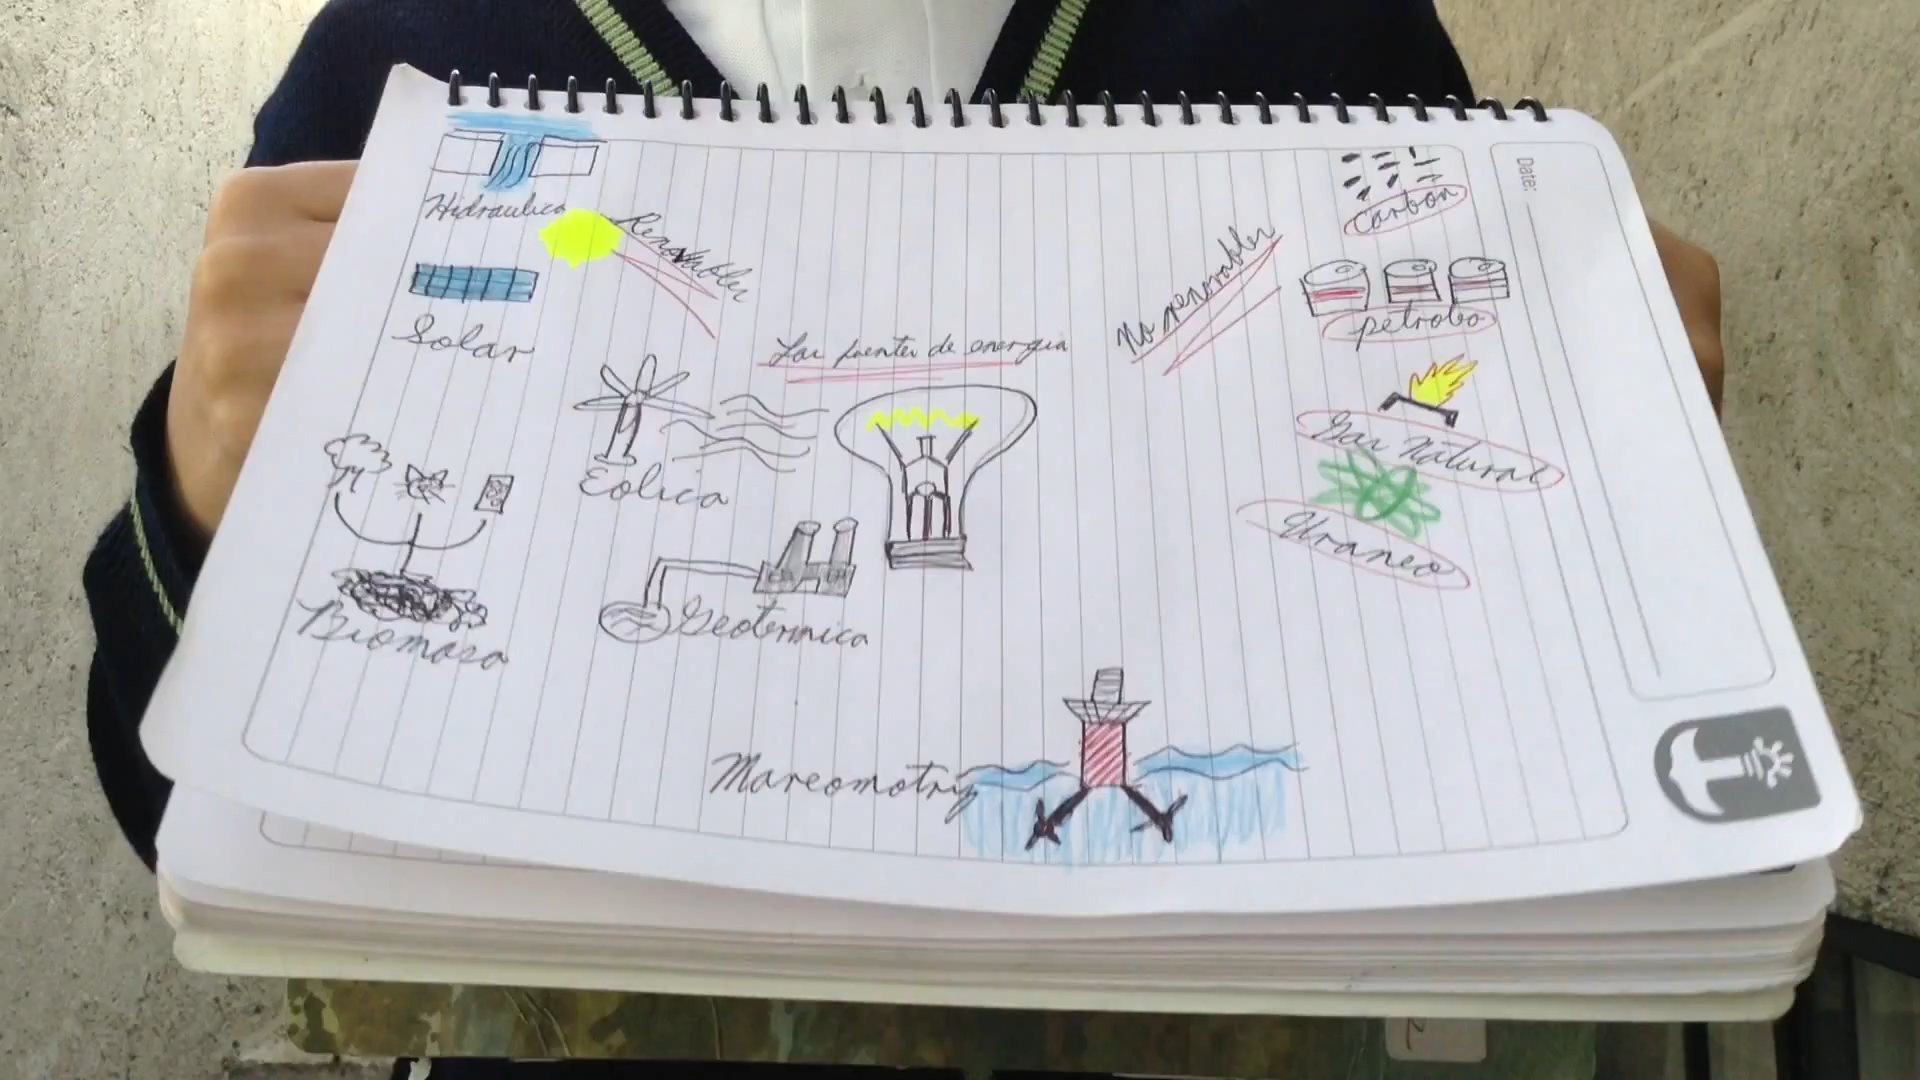 Hidraulica
Renovables
Solar
Las fuentes de energia
Eolica
Biomasa
Geotermica
Mareomotriz
No renovables
Carbon
petroleo
Gas Natural
Uraneo
Date:
2